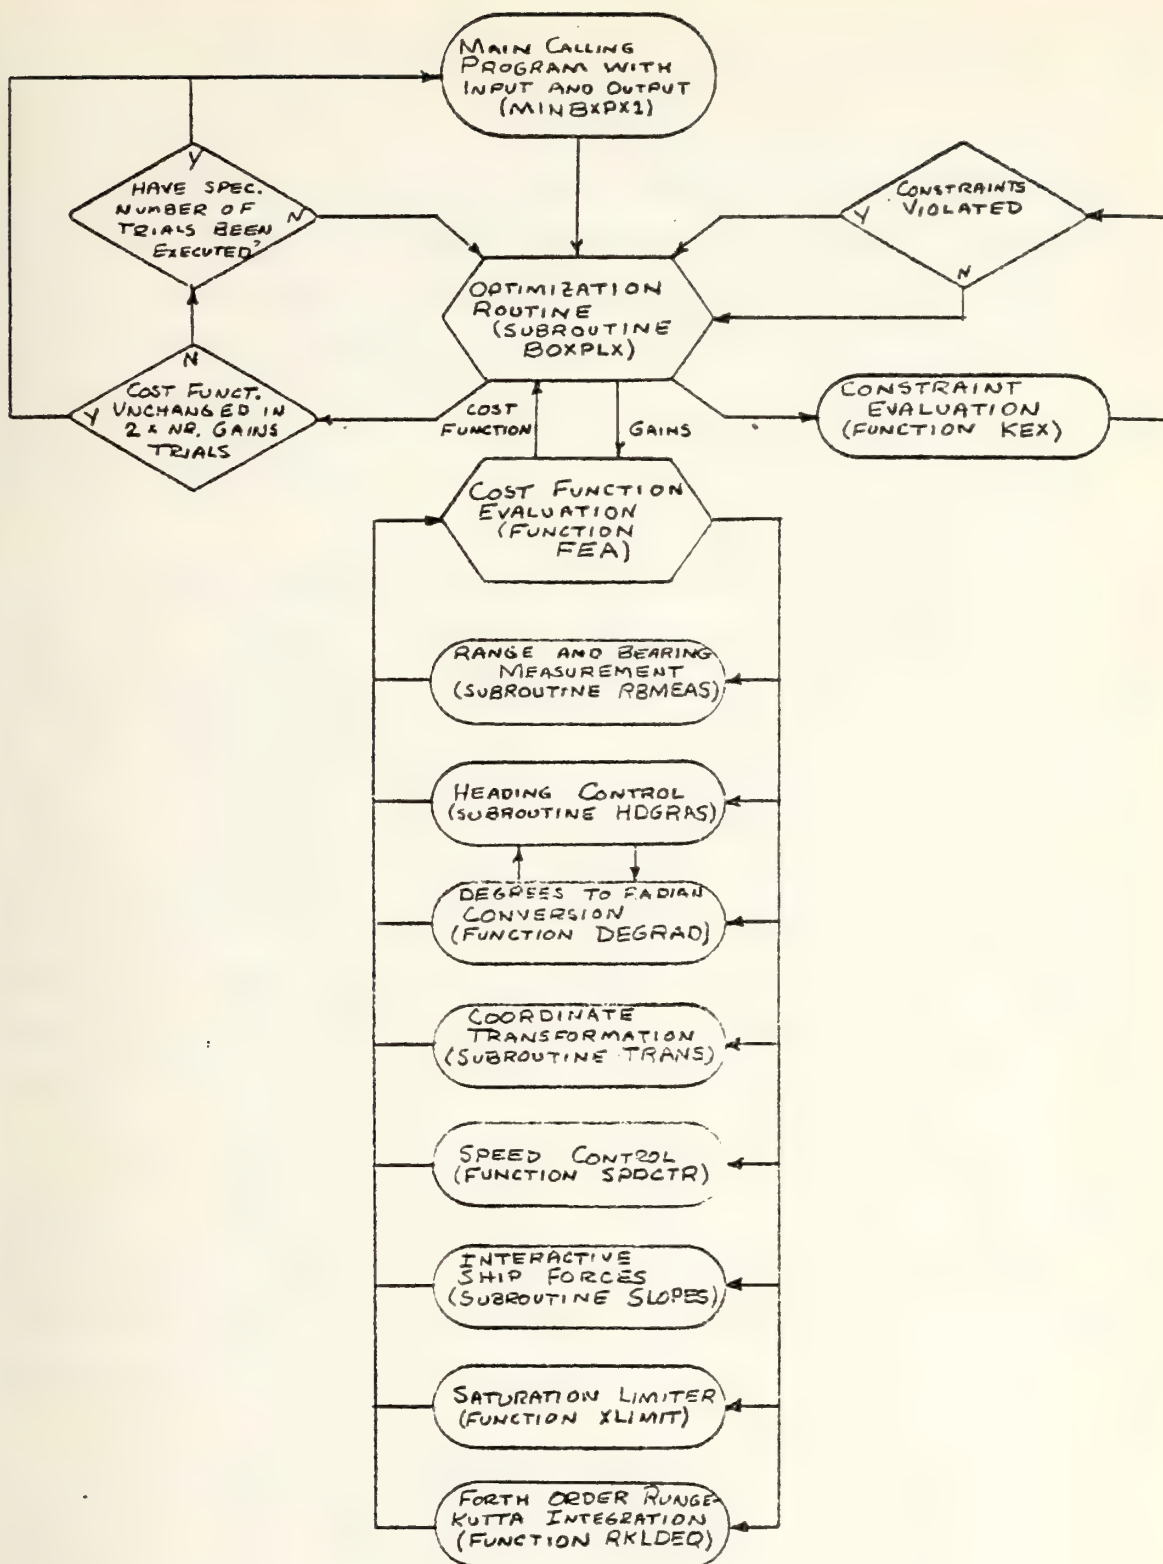 MAIN CALLING
PROGRAM WITH
INPUT AND OUTPUT
(MINBXPX1)
HAVE SPEC.
NUMBER OF
TRIALS BEEN
EXECUTED?
Y
N
CONSTRAINTS
VIOLATED
Y
N
OPTIMIZATION
ROUTINE
(SUBROUTINE
BOXPLX)
COST FUNCT.
UNCHANGED IN
2 x NR. GAINS
TRIALS
N
Y
COST
FUNCTION
GAINS
CONSTRAINT
EVALUATION
(FUNCTION KEX)
COST FUNCTION
EVALUATION
(FUNCTION
FEA)
RANGE AND BEARING
MEASUREMENT
(SUBROUTINE RBMEAS)
HEADING CONTROL
(SUBROUTINE HDGRAS)
DEGREES TO RADIAN
CONVERSION
(FUNCTION DEGRAD)
COORDINATE
TRANSFORMATION
(SUBROUTINE TRANS)
SPEED CONTROL
(FUNCTION SPDCTR)
INTERACTIVE
SHIP FORCES
(SUBROUTINE SLOPES)
SATURATION LIMITER
(FUNCTION XLIMIT)
FORTH ORDER RUNGE-
KUTTA INTEGRATION
(FUNCTION RKLDEQ)